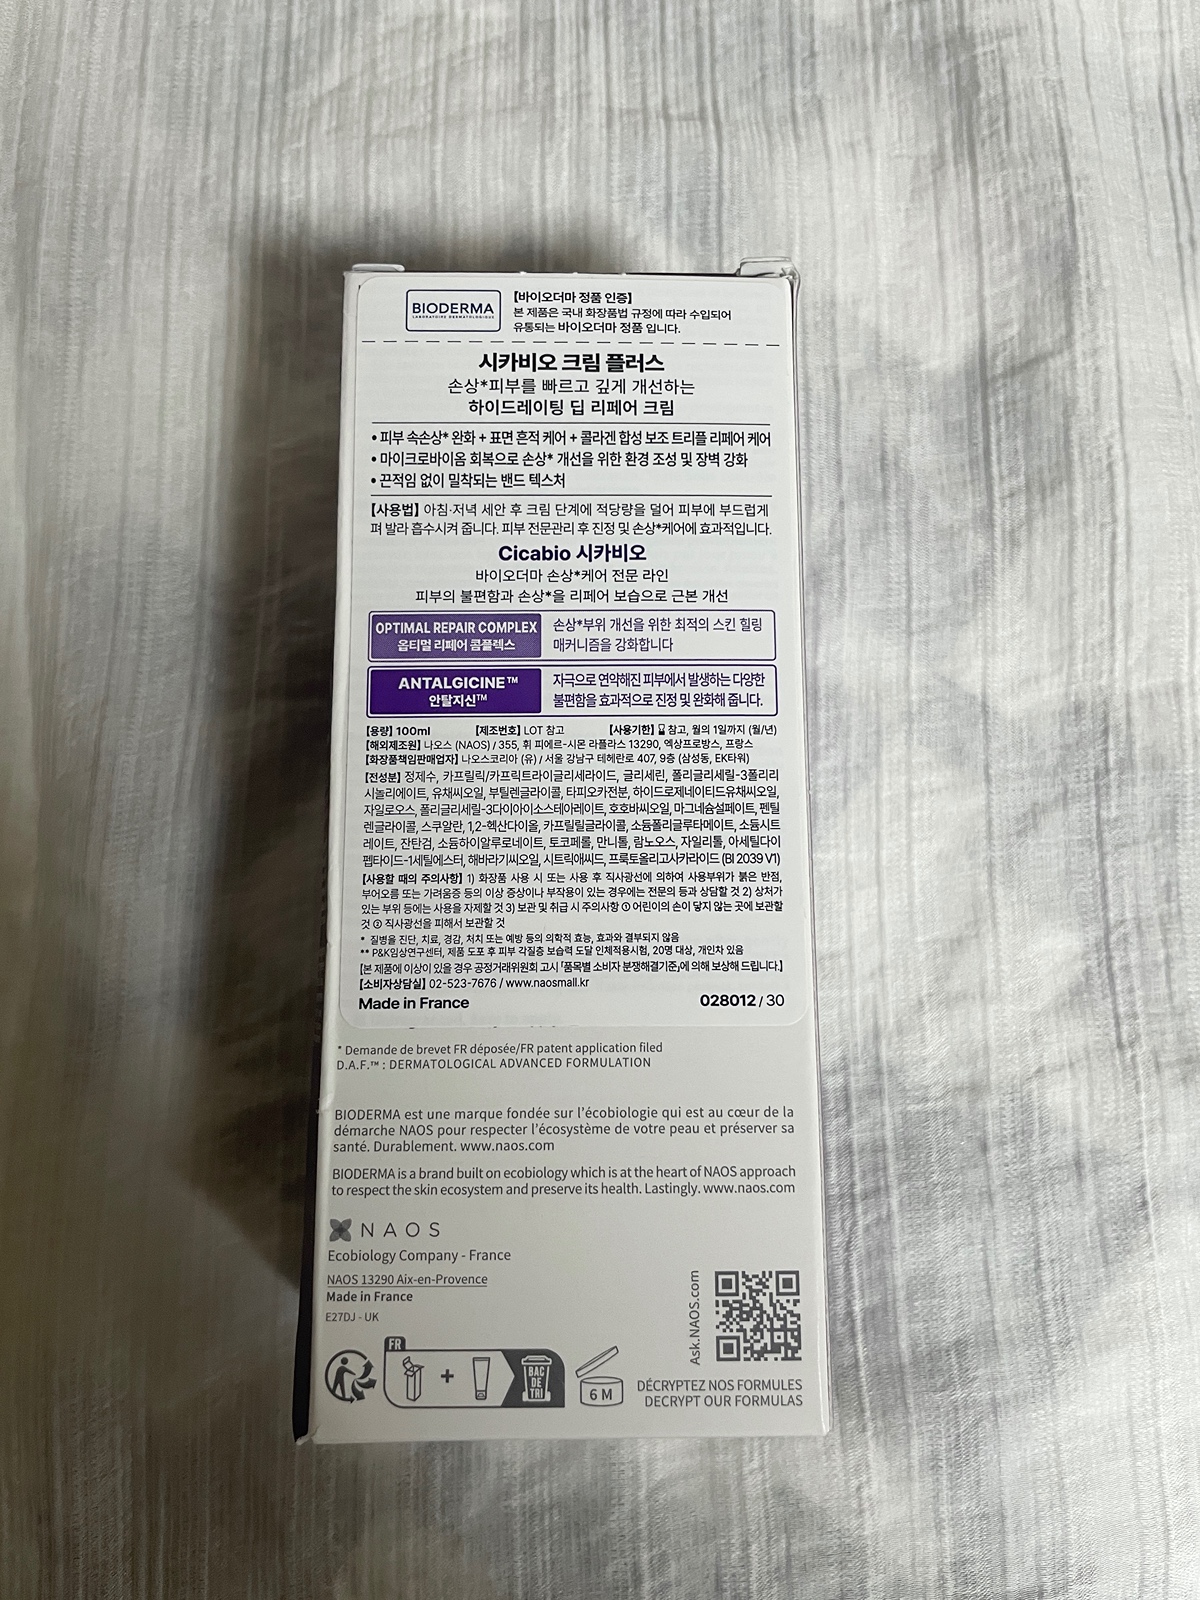 BIODERMA
LABORATOIRE DERMATOLOGIQUE
【바이오더마 정품 인증】
본 제품은 국내 화장품법 규정에 따라 수입되어
유통되는 바이오더마 정품 입니다.
시카비오 크림 플러스
손상*피부를 빠르고 깊게 개선하는
하이드레이팅 딥 리페어 크림
• 피부 속손상* 완화 + 표면 흔적 케어 + 콜라겐 합성 보조 트리플 리페어 케어
• 마이크로바이옴 회복으로 손상* 개선을 위한 환경 조성 및 장벽 강화
• 끈적임 없이 밀착되는 밴드 텍스처
【사용법】 아침·저녁 세안 후 크림 단계에 적당량을 덜어 피부에 부드럽게
펴 발라 흡수시켜 줍니다. 피부 전문관리 후 진정 및 손상*케어에 효과적입니다.
Cicabio 시카비오
바이오더마 손상*케어 전문 라인
피부의 불편함과 손상*을 리페어 보습으로 근본 개선
OPTIMAL REPAIR COMPLEX
옵티멀 리페어 콤플렉스
손상*부위 개선을 위한 최적의 스킨 힐링
매커니즘을 강화합니다
ANTALGICINE™
안탈지신™
자극으로 연약해진 피부에서 발생하는 다양한
불편함을 효과적으로 진정 및 완화해 줍니다.
【용량】 100ml 【제조번호】 LOT 참고 【사용기한】 참고, 월의 1일까지 (월/년)
【해외제조원】 나오스 (NAOS) / 355, 휘 피에르-시몬 라플라스 13290, 엑상프로방스, 프랑스
【화장품책임판매업자】 나오스코리아 (유) / 서울 강남구 테헤란로 407, 9층 (삼성동, EK타워)
【전성분】 정제수, 카프릴릭/카프릭트라이글리세라이드, 글리세린, 폴리글리세릴-3폴리리
시놀리에이트, 유채씨오일, 부틸렌글라이콜, 타피오카전분, 하이드로제네이티드유채씨오일,
자일로오스, 폴리글리세릴-3다이아이소스테아레이트, 호호바씨오일, 마그네슘설페이트, 펜틸
렌글라이콜, 스쿠알란, 1,2-헥산다이올, 카프릴릴글라이콜, 소듐폴리글루타메이트, 소듐시트
레이트, 잔탄검, 소듐하이알루로네이트, 토코페롤, 만니톨, 람노오스, 자일리톨, 아세틸다이
펩타이드-1세틸에스터, 해바라기씨오일, 시트릭애씨드, 프룩토올리고사카라이드 (BI 2039 V1)
【사용할 때의 주의사항】 1) 화장품 사용 시 또는 사용 후 직사광선에 의하여 사용부위가 붉은 반점,
부어오름 또는 가려움증 등의 이상 증상이나 부작용이 있는 경우에는 전문의 등과 상담할 것 2) 상처가
있는 부위 등에는 사용을 자제할 것 3) 보관 및 취급 시 주의사항 ① 어린이의 손이 닿지 않는 곳에 보관할
것 ② 직사광선을 피해서 보관할 것
* 질병을 진단, 치료, 경감, 처치 또는 예방 등의 의학적 효능, 효과와 결부되지 않음
** P&K임상연구센터, 제품 도포 후 피부 각질층 보습력 도달 인체적용시험, 20명 대상, 개인차 있음
[본 제품에 이상이 있을 경우 공정거래위원회 고시 「품목별 소비자 분쟁해결기준」에 의해 보상해 드립니다.]
【소비자상담실】 02-523-7676 / www.naosmall.kr
Made in France 028012 / 30
* Demande de brevet FR déposée/FR patent application filed
D.A.F.™ : DERMATOLOGICAL ADVANCED FORMULATION
BIODERMA est une marque fondée sur l'écobiologie qui est au cœur de la
démarche NAOS pour respecter l'écosystème de votre peau et préserver sa
santé. Durablement. www.naos.com
BIODERMA is a brand built on ecobiology which is at the heart of NAOS approach
to respect the skin ecosystem and preserve its health. Lastingly. www.naos.com
NAOS
Ecobiology Company - France
NAOS 13290 Aix-en-Provence
Made in France
E27DJ - UK
Ask.NAOS.com
FR
+
BAC
DE
TRI
6 M
DÉCRYPTEZ NOS FORMULES
DECRYPT OUR FORMULAS